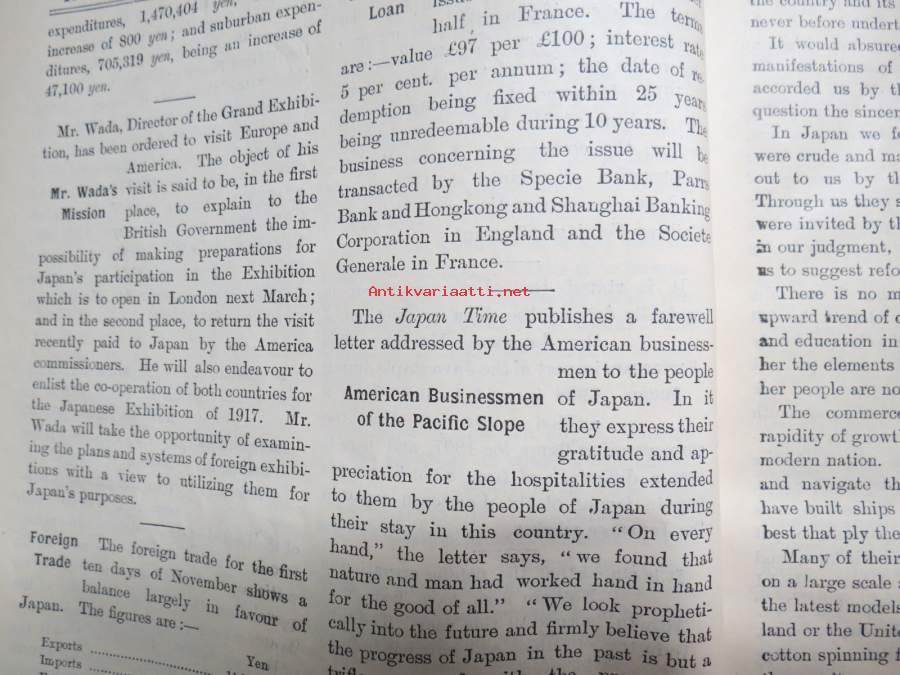 expenditures, 1,470,404 yen,
increase of 800 yen; and suburban expen-
ditures, 705,319 yen, being an increase of
47,100 yen.
Mr. Wada, Director of the Grand Exhibi-
tion, has been ordered to visit Europe and
America. The object of his
Mr. Wada's visit is said to be, in the first
Mission place, to explain to the
British Government the im-
possibility of making preparations for
Japan's participation in the Exhibition
which is to open in London next March;
and in the second place, to return the visit
recently paid to Japan by the America
commissioners. He will also endeavour to
enlist the co-operation of both countries for
the Japanese Exhibition of 1917. Mr.
Wada will take the opportunity of examin-
ing the plans and systems of foreign exhibi-
tions with a view to utilizing them for
Japan's purposes.
Foreign The foreign trade for the first
Trade ten days of November shows a
balance largely in favour of
Japan. The figures are:—
Yen
Exports
Imports
Loan
half in France. The terms
are:—value £97 per £100; interest rate
5 per cent. per annum; the date of re-
demption being fixed within 25 years
being unredeemable during 10 years. The
business concerning the issue will be
transacted by the Specie Bank, Parrs
Bank and Hongkong and Shanghai Banking
Corporation in England and the Societe
Generale in France.
Antikvariaatti.net
The Japan Time publishes a farewell
letter addressed by the American business-
men to the people
American Businessmen of Japan. In it
of the Pacific Slope they express their
gratitude and ap-
preciation for the hospitalities extended
to them by the people of Japan during
their stay in this country. "On every
hand," the letter says, "we found that
nature and man had worked hand in hand
for the good of all." "We look propheti-
cally into the future and firmly believe that
the progress of Japan in the past is but a
the country and its
never before undert
It would absure
manifestations of
accorded us by th
question the sincer
In Japan we fo
were crude and ma
out to us by th
Through us they s
were invited by th
in our judgment,
us to suggest refo
There is no m
upward trend of c
and education in
her the elements
her people are no
The commerce
rapidity of growt
modern nation.
and navigate th
have built ships
best that ply the
Many of their
on a large scale a
the latest models
land or the Unite
cotton spinning f